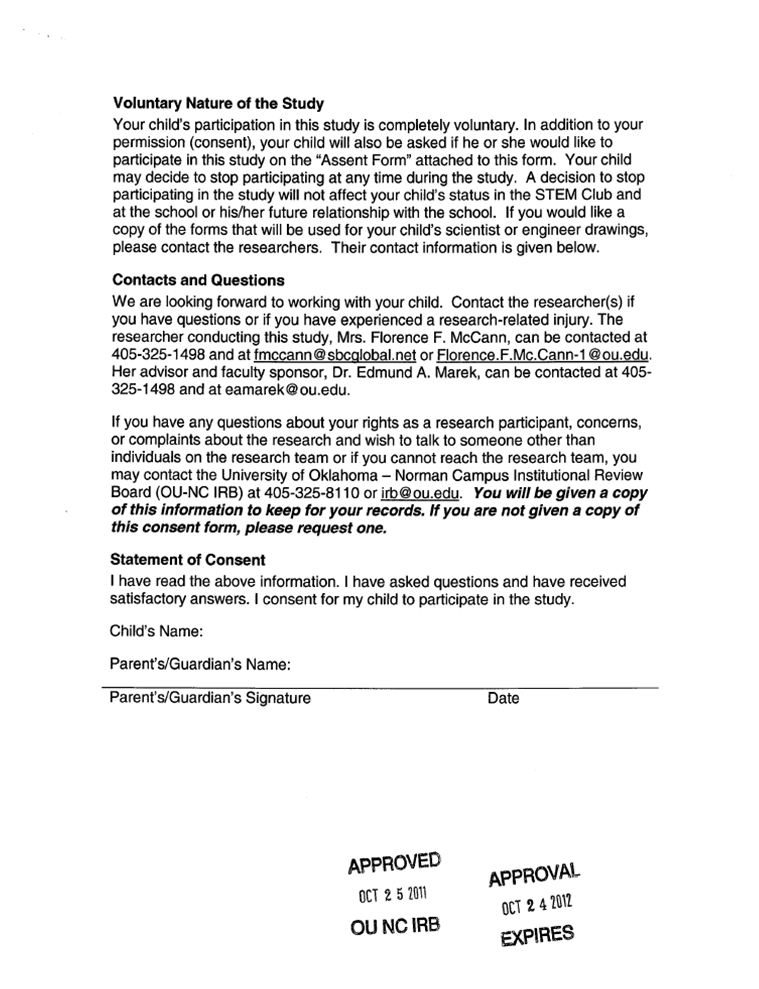 Voluntary Nature of the Study
Your child's participation in this study is completely voluntary. In addition to your
permission (consent), your child will also be asked if he or she would like to
participate in this study on the "Assent Form" attached to this form. Your child
may decide to stop participating at any time during the study. A decision to stop
participating in the study will not affect your child's status in the STEM Club and
at the school or his/her future relationship with the school. If you would like a
copy of the forms that will be used for your child's scientist or engineer drawings,
please contact the researchers. Their contact information is given below.
Contacts and Questions
We are looking forward to working with your child. Contact the researcher(s) if
you have questions or if you have experienced a research-related injury. The
researcher conducting this study, Mrs. Florence F. McCann, can be contacted at
405-325-1498 and at fmccann@sbcglobal.net or Florence.F.Mc.Cann-1@ou.edu.
Her advisor and faculty sponsor, Dr. Edmund A. Marek, can be contacted at 405-
325-1498 and at eamarek@ou.edu.
If you have any questions about your rights as a research participant, concerns,
or complaints about the research and wish to talk to someone other than
individuals on the research team or if you cannot reach the research team, you
may contact the University of Oklahoma – Norman Campus Institutional Review
Board (OU-NC IRB) at 405-325-8110 or irb@ou.edu. You will be given a copy
of this information to keep for your records. If you are not given a copy of
this consent form, please request one.
Statement of Consent
I have read the above information. I have asked questions and have received
satisfactory answers. I consent for my child to participate in the study.
Child's Name:
Parent's/Guardian's Name:
Parent's/Guardian's Signature Date
APPROVED
OCT 25 2011
OU NC IRB
APPROVAL
OCT 24 2012
EXPIRES